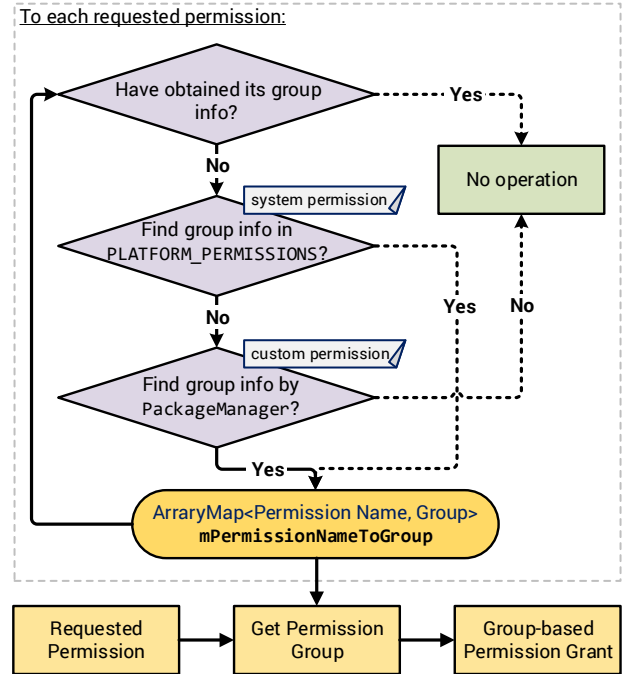 To each requested permission:
Have obtained its group
info?
Yes
No
No operation
system permission
Find group info in
PLATFORM_PERMISSIONS?
Yes
No
No
custom permission
Find group info by
PackageManager?
Yes
ArraryMap<Permission Name, Group>
mPermissionNameToGroup
Requested
Permission
Get Permission
Group
Group-based
Permission Grant